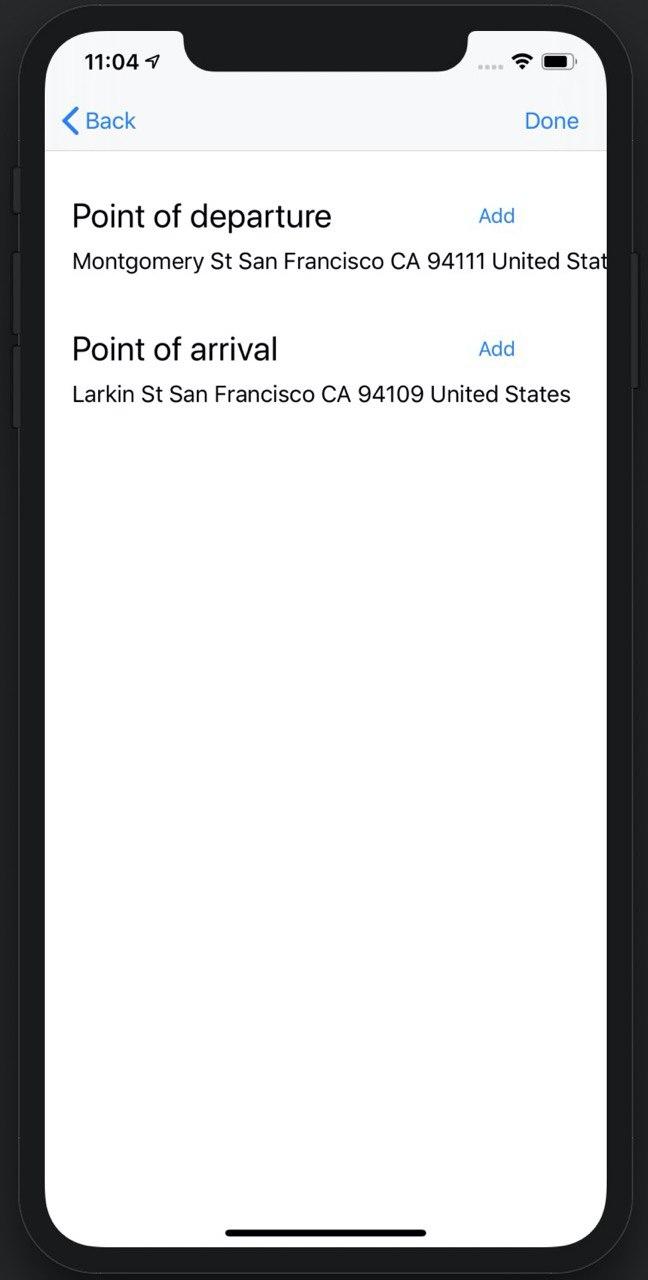 11:04
Back Done
Point of departure Add
Montgomery St San Francisco CA 94111 United Stat
Point of arrival Add
Larkin St San Francisco CA 94109 United States